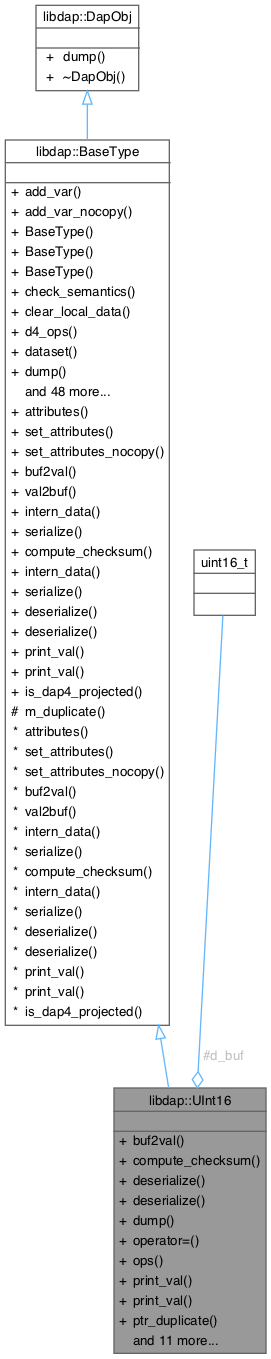 libdap::DapObj
+ dump()
+ ~DapObj()
libdap::BaseType
+ add_var()
+ add_var_nocopy()
+ BaseType()
+ BaseType()
+ BaseType()
+ check_semantics()
+ clear_local_data()
+ d4_ops()
+ dataset()
+ dump()
and 48 more...
+ attributes()
+ set_attributes()
+ set_attributes_nocopy()
+ buf2val()
+ val2buf()
+ intern_data()
+ serialize()
+ compute_checksum()
+ intern_data()
+ serialize()
+ deserialize()
+ deserialize()
+ print_val()
+ print_val()
+ is_dap4_projected()
# m_duplicate()
* attributes()
* set_attributes()
* set_attributes_nocopy()
* buf2val()
* val2buf()
* intern_data()
* serialize()
* compute_checksum()
* intern_data()
* serialize()
* deserialize()
* deserialize()
* print_val()
* print_val()
* is_dap4_projected()
uint16_t
#d_buf
libdap::UInt16
+ buf2val()
+ compute_checksum()
+ deserialize()
+ deserialize()
+ dump()
+ operator=()
+ ops()
+ print_val()
+ print_val()
+ ptr_duplicate()
and 11 more...